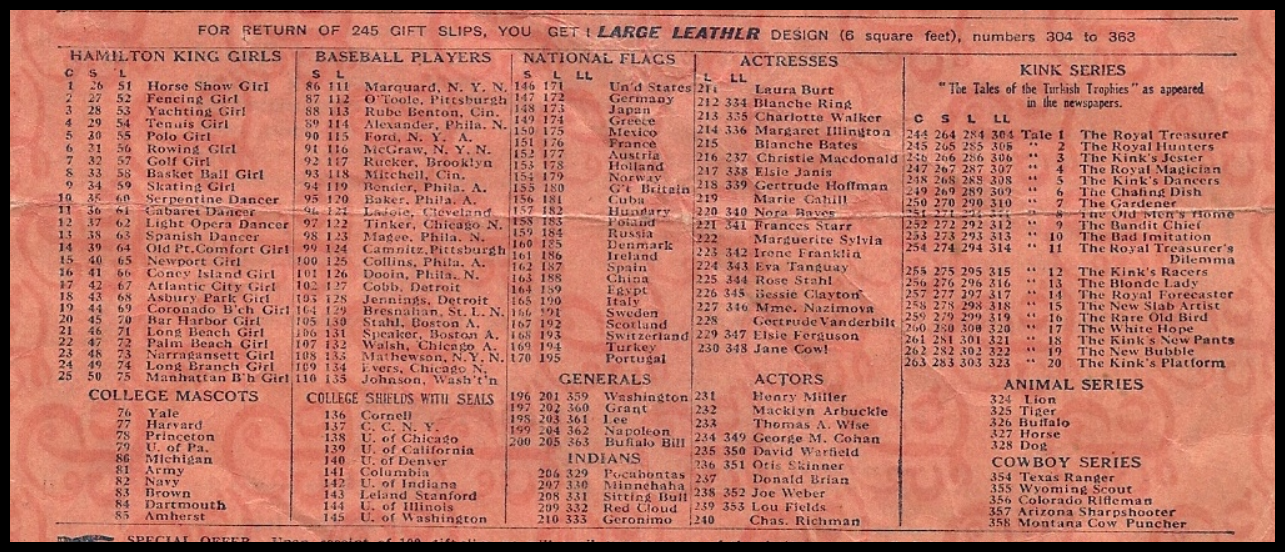 FOR RETURN OF 245 GIFT SLIPS, YOU GET 1 LARGE LEATHER DESIGN (6 square feet), numbers 304 to 363
HAMILTON KING GIRLS
C S L
1 26 51 Horse Show Girl
2 27 52 Fencing Girl
3 28 53 Yachting Girl
4 29 54 Tennis Girl
5 30 55 Polo Girl
6 31 56 Rowing Girl
7 32 57 Golf Girl
8 33 58 Basket Ball Girl
9 34 59 Skating Girl
10 35 60 Serpentine Dancer
11 36 61 Cabaret Dancer
12 37 62 Light Opera Dancer
13 38 63 Spanish Dancer
14 39 64 Old Pt. Comfort Girl
15 40 65 Newport Girl
16 41 66 Coney Island Girl
17 42 67 Atlantic City Girl
18 43 68 Asbury Park Girl
19 44 69 Coronado B'ch Girl
20 45 70 Bar Harbor Girl
21 46 71 Long Beach Girl
22 47 72 Palm Beach Girl
23 48 73 Narragansett Girl
24 49 74 Long Branch Girl
25 50 75 Manhattan B'h Girl
COLLEGE MASCOTS
76 Yale
77 Harvard
78 Princeton
79 U. of Pa.
80 Michigan
81 Army
82 Navy
83 Brown
84 Dartmouth
85 Amherst
BASEBALL PLAYERS
S L
86 111 Marquard, N. Y. N.
87 112 O'Toole, Pittsburgh
88 113 Rube Benton, Cin.
89 114 Alexander, Phila. N.
90 115 Ford, N. Y. A.
91 116 McGraw, N. Y. N.
92 117 Rucker, Brooklyn
93 118 Mitchell, Cin.
94 119 Bender, Phila. A.
95 120 Baker, Phila. A.
96 121 Lajoie, Cleveland
97 122 Tinker, Chicago N.
98 123 Magee, Phila. N.
99 124 Camnitz, Pittsburgh
100 125 Collins, Phila. A.
101 126 Dooin, Phila. N.
102 127 Cobb, Detroit
103 128 Jennings, Detroit
104 129 Bresnahan, St. L. N.
105 130 Stahl, Boston A.
106 131 Speaker, Boston A.
107 132 Walsh, Chicago A.
108 133 Mathewson, N.Y. N.
109 134 Evers, Chicago N.
110 135 Johnson, Wash't'n
COLLEGE SHIELDS WITH SEALS
136 Cornell
137 C. C. N. Y.
138 U. of Chicago
139 U. of California
140 U. of Denver
141 Columbia
142 U. of Indiana
143 Leland Stanford
144 U. of Illinois
145 U. of Washington
NATIONAL FLAGS
S L LL
146 171 Un'd States
147 172 Germany
148 173 Japan
149 174 Greece
150 175 Mexico
151 176 France
152 177 Austria
153 178 Holland
154 179 Norway
155 180 G't Britain
156 181 Cuba
157 182 Hungary
158 183 Poland
159 184 Russia
160 185 Denmark
161 186 Ireland
162 187 Spain
163 188 China
164 189 Egypt
165 190 Italy
166 191 Sweden
167 192 Scotland
168 193 Switzerland
169 194 Turkey
170 195 Portugal
GENERALS
196 201 359 Washington
197 202 360 Grant
198 203 361 Lee
199 204 362 Napoleon
200 205 363 Buffalo Bill
INDIANS
206 329 Pocahontas
207 330 Minnehaha
208 331 Sitting Bull
209 332 Red Cloud
210 333 Geronimo
ACTRESSES
L LL
211 Laura Burt
212 334 Blanche Ring
213 335 Charlotte Walker
214 336 Margaret Illington
215 Blanche Bates
216 237 Christie Macdonald
217 338 Elsie Janis
218 339 Gertrude Hoffman
219 Marie Cahill
220 340 Nora Bayes
221 341 Frances Starr
222 Marguerite Sylvia
223 342 Irene Franklin
224 343 Eva Tanguay
225 344 Rose Stahl
226 345 Bessie Clayton
227 346 Mme. Nazimova
228 Gertrude Vanderbilt
229 347 Elsie Ferguson
230 348 Jane Cowl
ACTORS
231 Henry Miller
232 Macklyn Arbuckle
233 Thomas A. Wise
234 349 George M. Cohan
235 350 David Warfield
236 351 Otis Skinner
237 Donald Brian
238 352 Joe Weber
239 353 Lou Fields
240 Chas. Richman
KINK SERIES
"The Tales of the Turkish Trophies" as appeared
in the newspapers.
C S L LL
244 264 284 304 Tale 1 The Royal Treasurer
245 265 285 305 " 2 The Royal Hunters
246 266 286 306 " 3 The Kink's Jester
247 267 287 307 " 4 The Royal Magician
248 268 288 308 " 5 The Kink's Dancers
249 269 289 309 " 6 The Chafing Dish
250 270 290 310 " 7 The Gardener
251 271 291 311 " 8 The Old Men's Home
252 272 292 312 " 9 The Bandit Chief
253 273 293 313 " 10 The Bad Imitation
254 274 294 314 " 11 The Royal Treasurer's
Dilemma
255 275 295 315 " 12 The Kink's Racers
256 276 296 316 " 13 The Blonde Lady
257 277 297 317 " 14 The Royal Forecaster
258 278 298 318 " 15 The New Slab Artist
259 279 299 319 " 16 The Rare Old Bird
260 280 300 320 " 17 The White Hope
261 281 301 321 " 18 The Kink's New Pants
262 282 302 322 " 19 The New Bubble
263 283 303 323 " 20 The Kink's Platform
ANIMAL SERIES
324 Lion
325 Tiger
326 Buffalo
327 Horse
328 Dog
COWBOY SERIES
354 Texas Ranger
355 Wyoming Scout
356 Colorado Rifleman
357 Arizona Sharpshooter
358 Montana Cow Puncher
SPECIAL OFFER